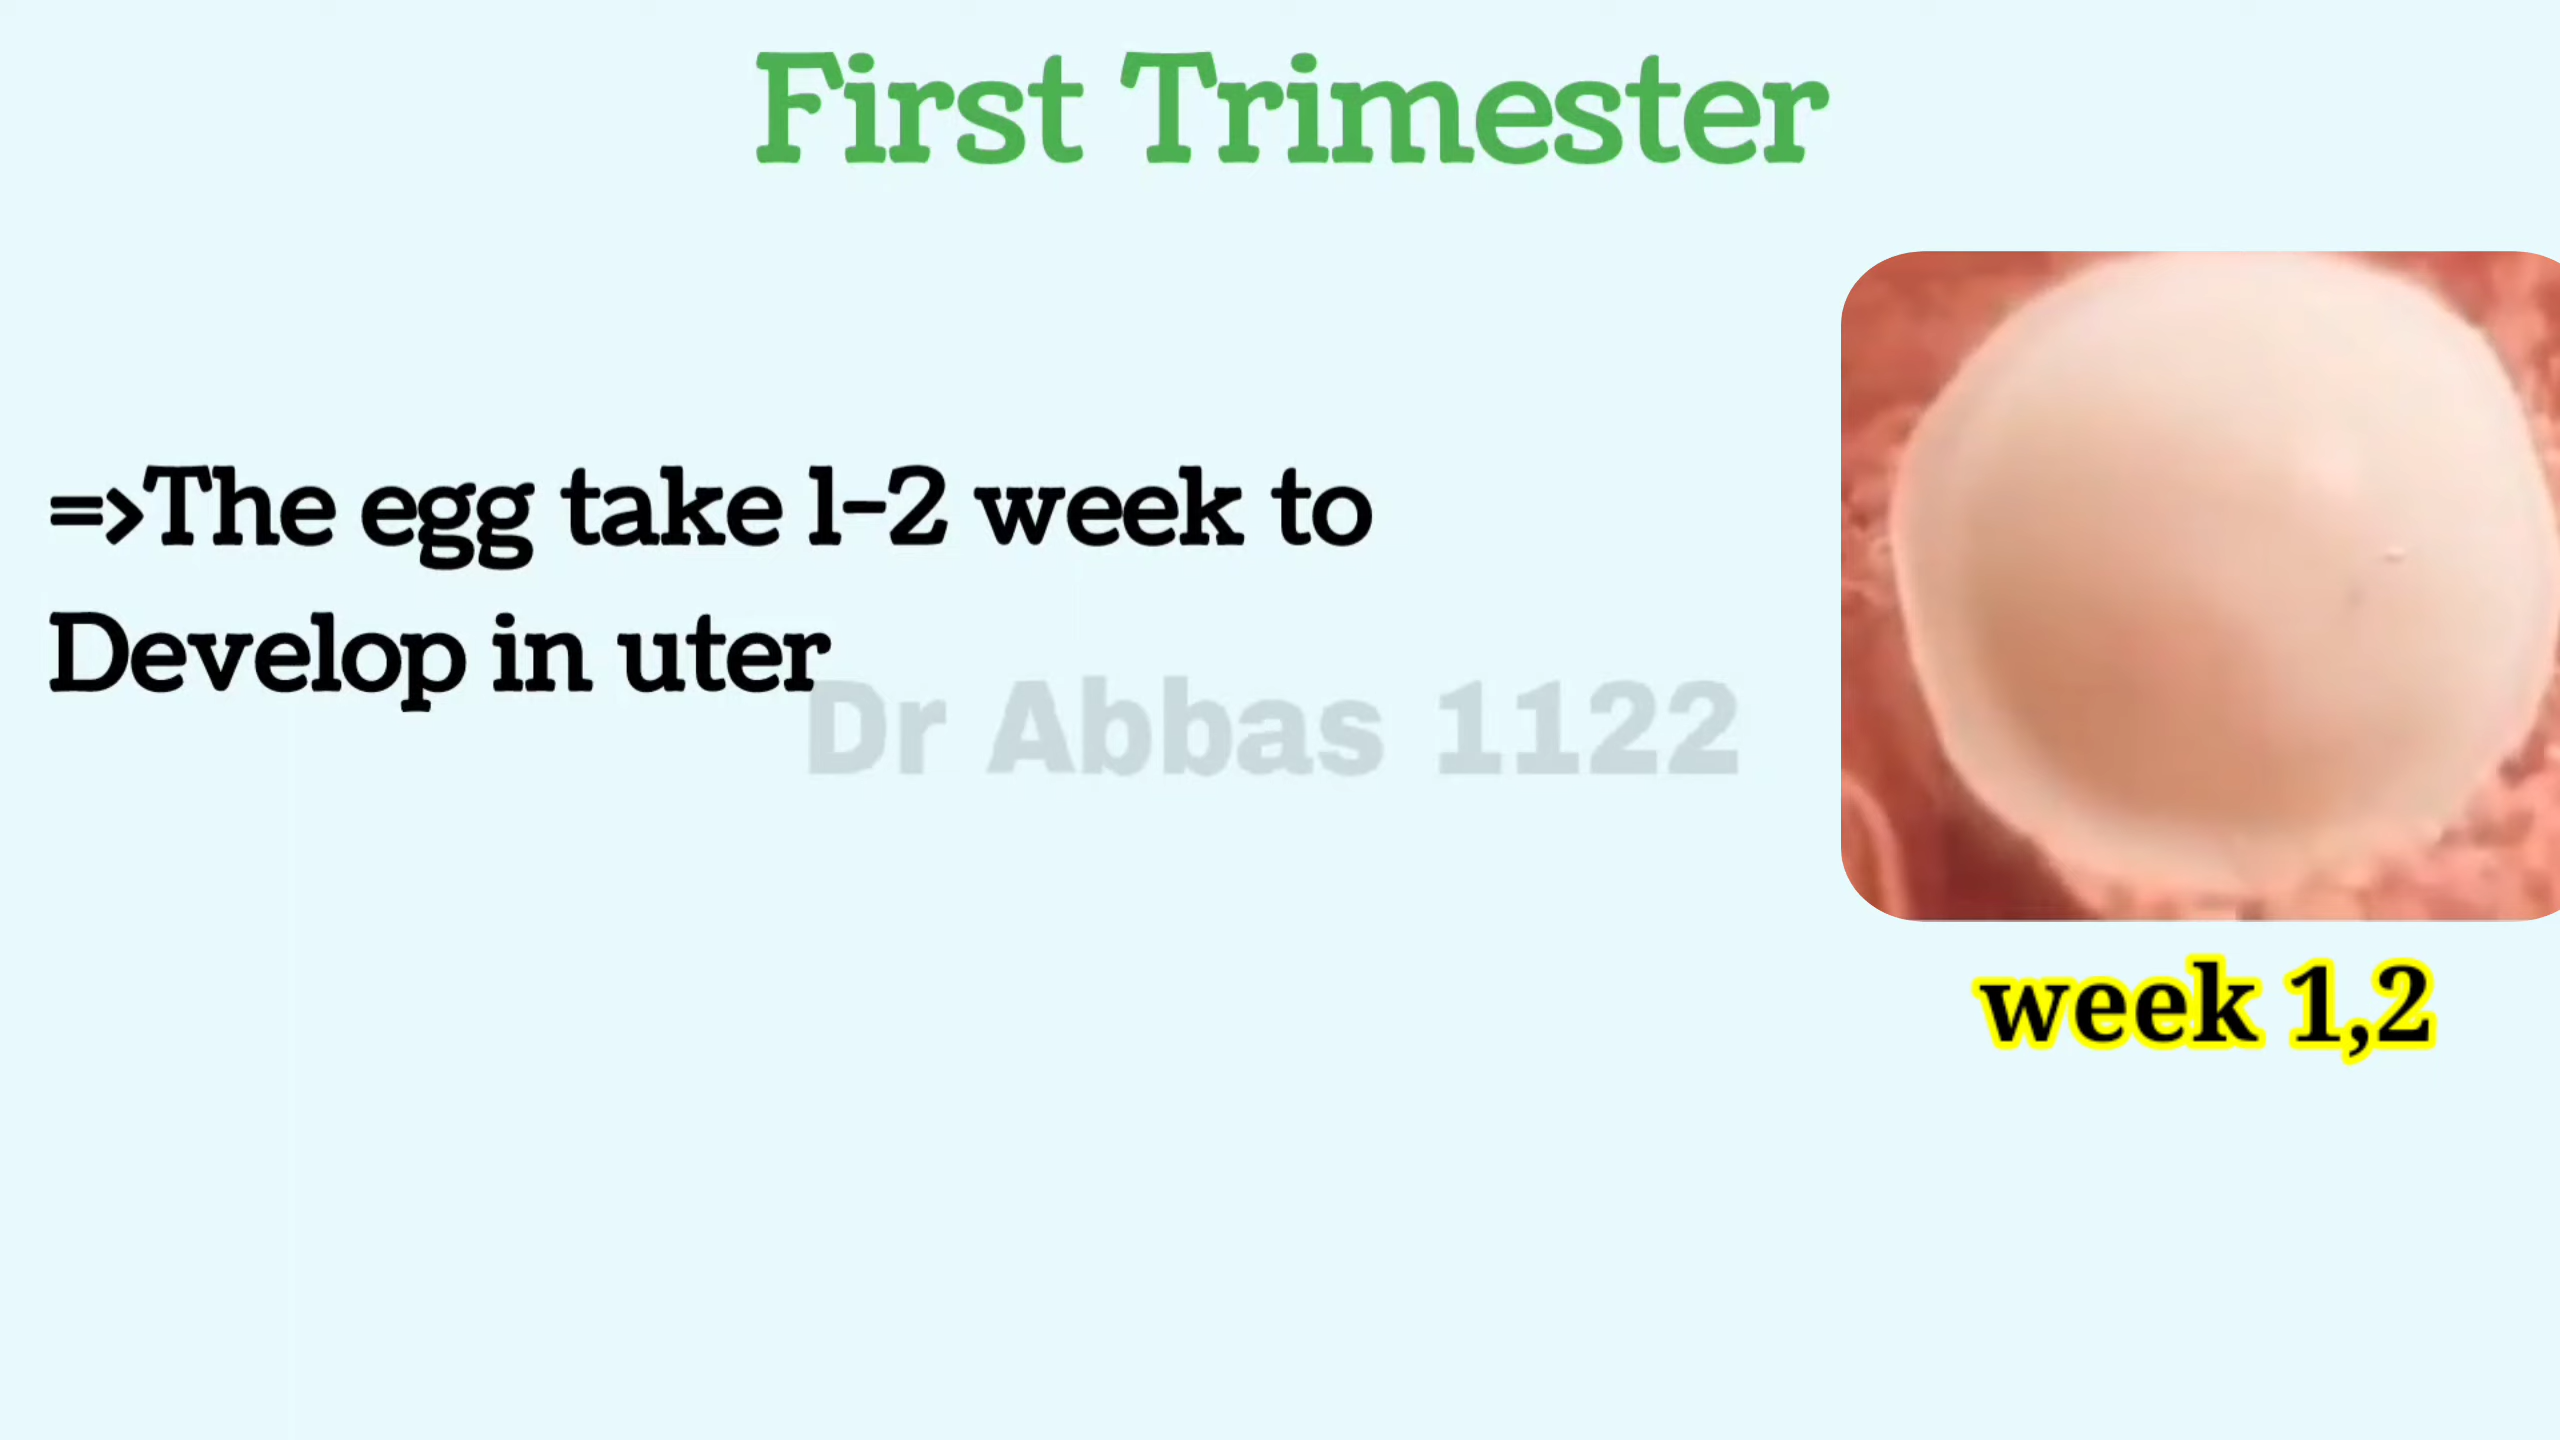 First Trimester
=>The egg take 1-2 week to
Develop in uter
Dr Abbas 1122
week 1,2